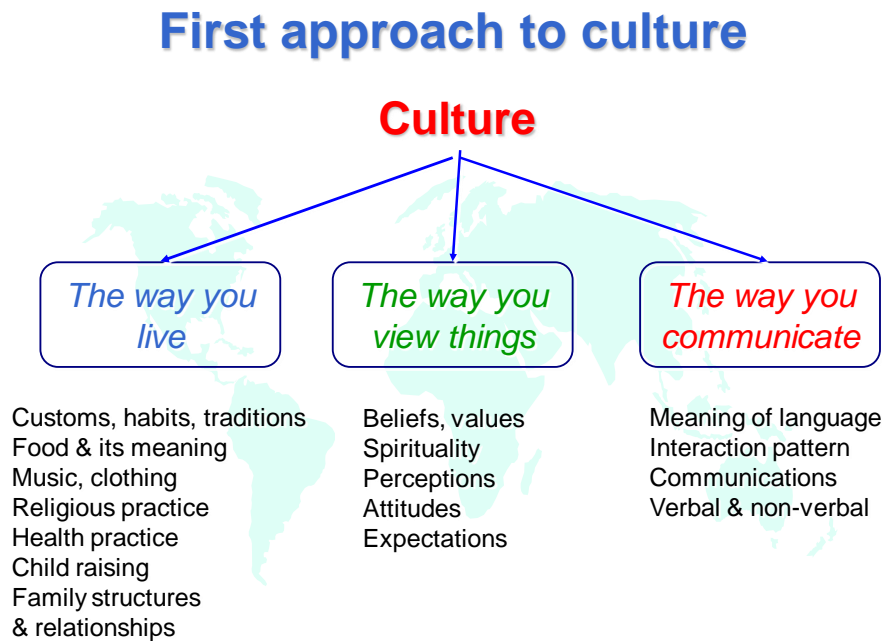 First approach to culture
Culture
The way you
live
The way you
view things
The way you
communicate
Customs, habits, traditions
Food & its meaning
Music, clothing
Religious practice
Health practice
Child raising
Family structures
& relationships
Beliefs, values
Spirituality
Perceptions
Attitudes
Expectations
Meaning of language
Interaction pattern
Communications
Verbal & non-verbal